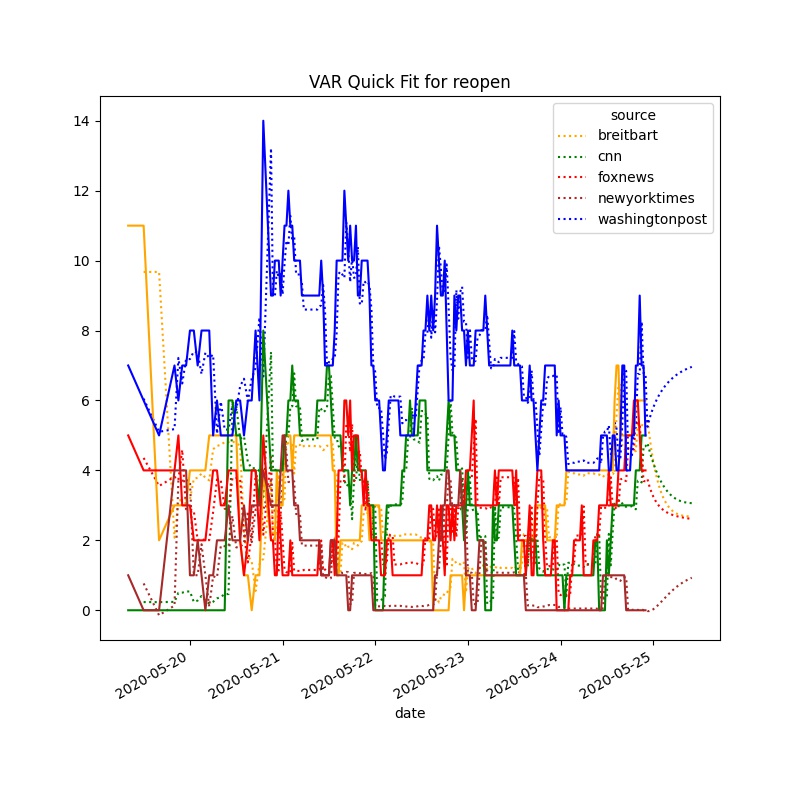 VAR Quick Fit for reopen
14
12
10
8
6
4
2
0
source
breitbart
cnn
foxnews
newyorktimes
washingtonpost
2020-05-20
2020-05-21
2020-05-22
2020-05-23
2020-05-24
2020-05-25
date